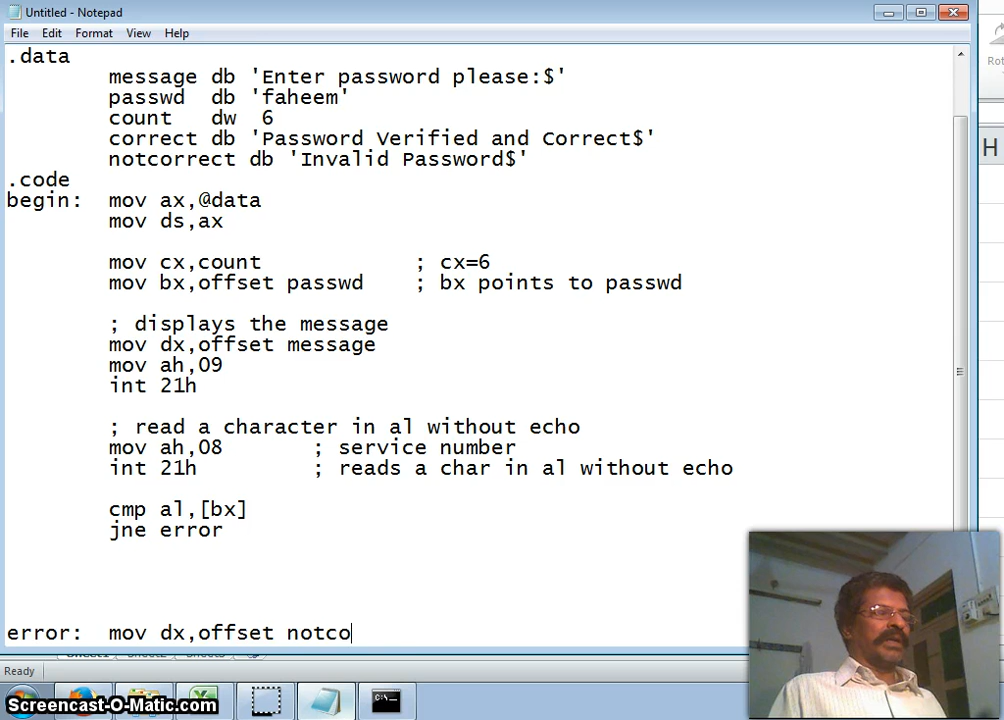 Untitled - Notepad
File Edit Format View Help
.data
message db 'Enter password please:$'
passwd db 'faheem'
count dw 6
correct db 'Password Verified and Correct$'
notcorrect db 'Invalid Password$'
.code
begin: mov ax,@data
mov ds,ax
mov cx,count ; cx=6
mov bx,offset passwd ; bx points to passwd
; displays the message
mov dx,offset message
mov ah,09
int 21h
; read a character in al without echo
mov ah,08 ; service number
int 21h ; reads a char in al without echo
cmp al,[bx]
jne error
error: mov dx,offset notco
Rot
H
Ready
C:\
Screencast-O-Matic.com